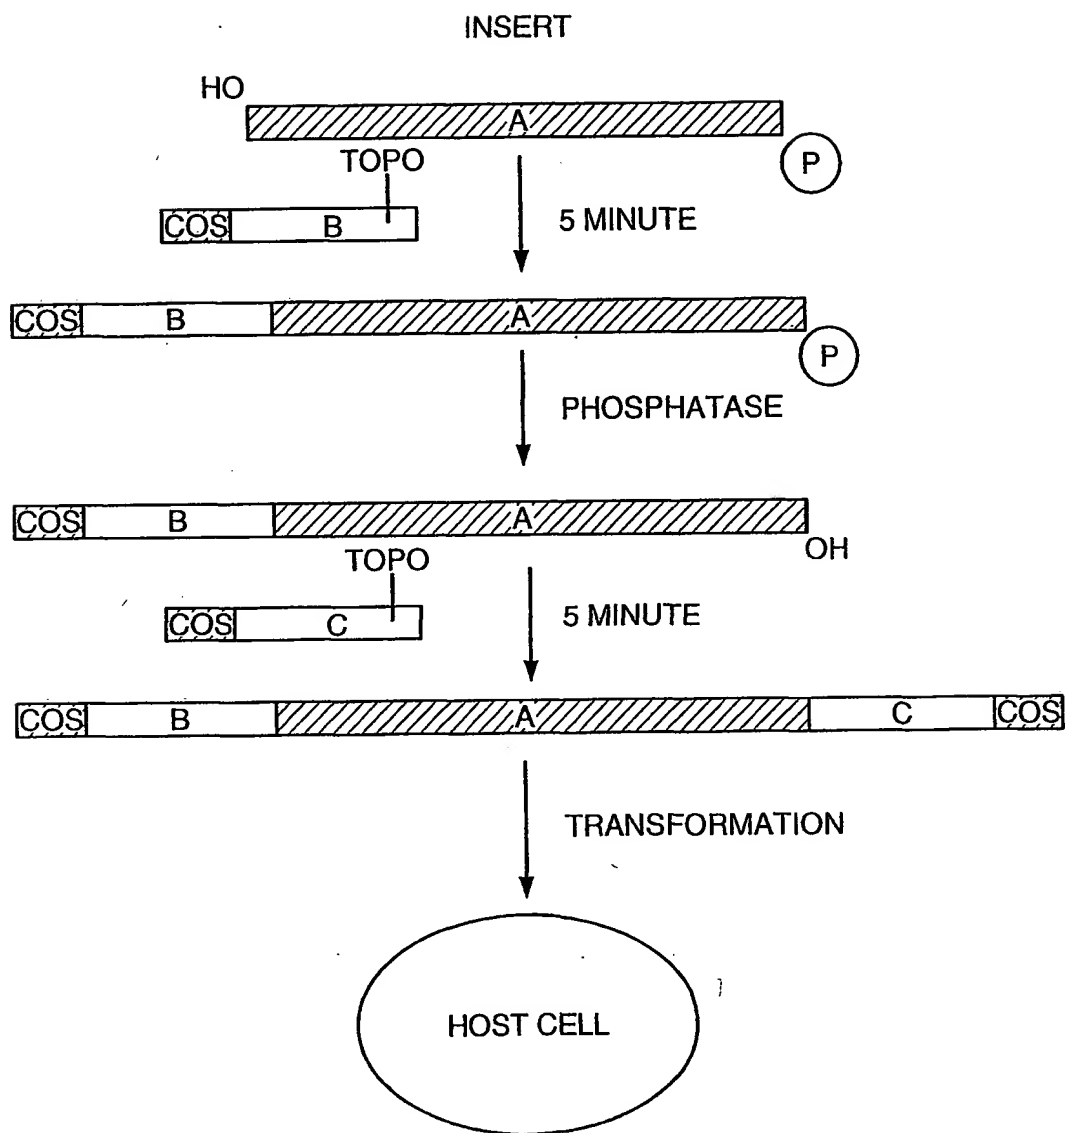 INSERT
HO
A
TOPO
P
COS B
5 MINUTE
COS B A
P
PHOSPHATASE
COS B A
OH
TOPO
COS C
5 MINUTE
COS B A C COS
TRANSFORMATION
HOST CELL